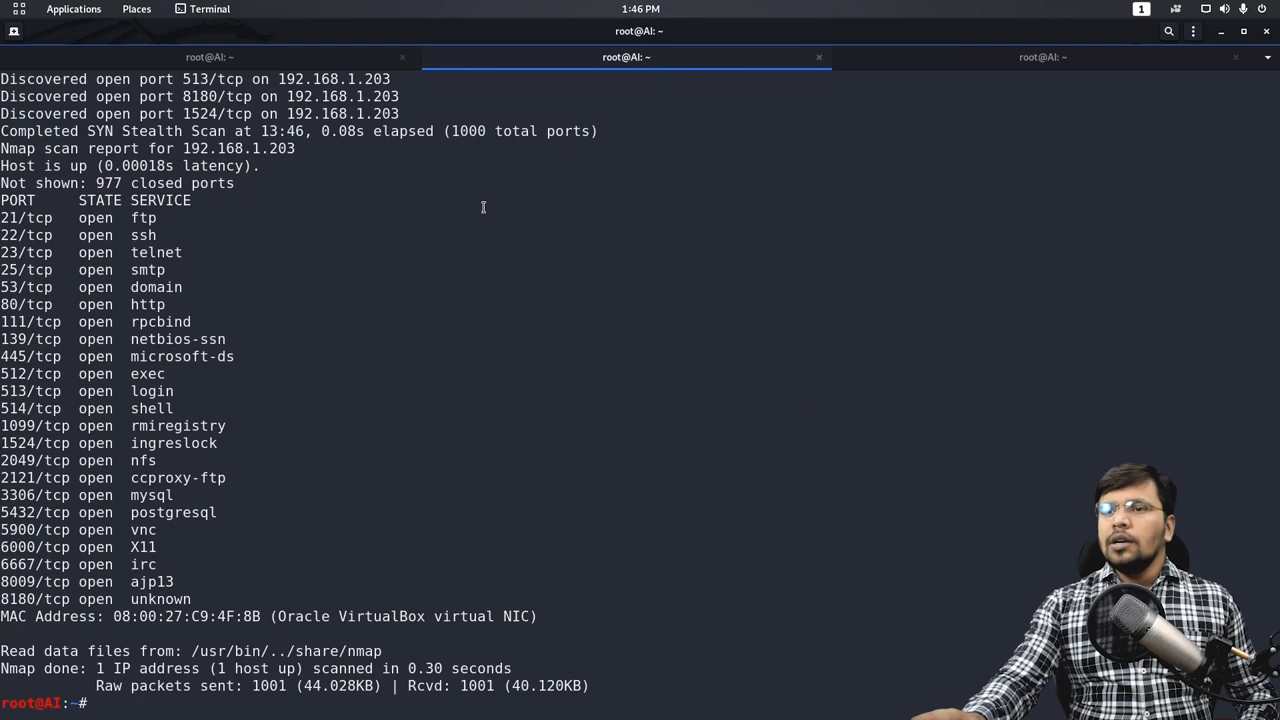 Applications Places Terminal 1:46 PM 1
root@AI: ~
root@AI: ~ root@AI: ~ root@AI: ~
Discovered open port 513/tcp on 192.168.1.203
Discovered open port 8180/tcp on 192.168.1.203
Discovered open port 1524/tcp on 192.168.1.203
Completed SYN Stealth Scan at 13:46, 0.08s elapsed (1000 total ports)
Nmap scan report for 192.168.1.203
Host is up (0.00018s latency).
Not shown: 977 closed ports
PORT     STATE SERVICE
21/tcp   open  ftp
22/tcp   open  ssh
23/tcp   open  telnet
25/tcp   open  smtp
53/tcp   open  domain
80/tcp   open  http
111/tcp  open  rpcbind
139/tcp  open  netbios-ssn
445/tcp  open  microsoft-ds
512/tcp  open  exec
513/tcp  open  login
514/tcp  open  shell
1099/tcp open  rmiregistry
1524/tcp open  ingreslock
2049/tcp open  nfs
2121/tcp open  ccproxy-ftp
3306/tcp open  mysql
5432/tcp open  postgresql
5900/tcp open  vnc
6000/tcp open  X11
6667/tcp open  irc
8009/tcp open  ajp13
8180/tcp open  unknown
MAC Address: 08:00:27:C9:4F:8B (Oracle VirtualBox virtual NIC)
Read data files from: /usr/bin/../share/nmap
Nmap done: 1 IP address (1 host up) scanned in 0.30 seconds
Raw packets sent: 1001 (44.028KB) | Rcvd: 1001 (40.120KB)
root@AI:~#